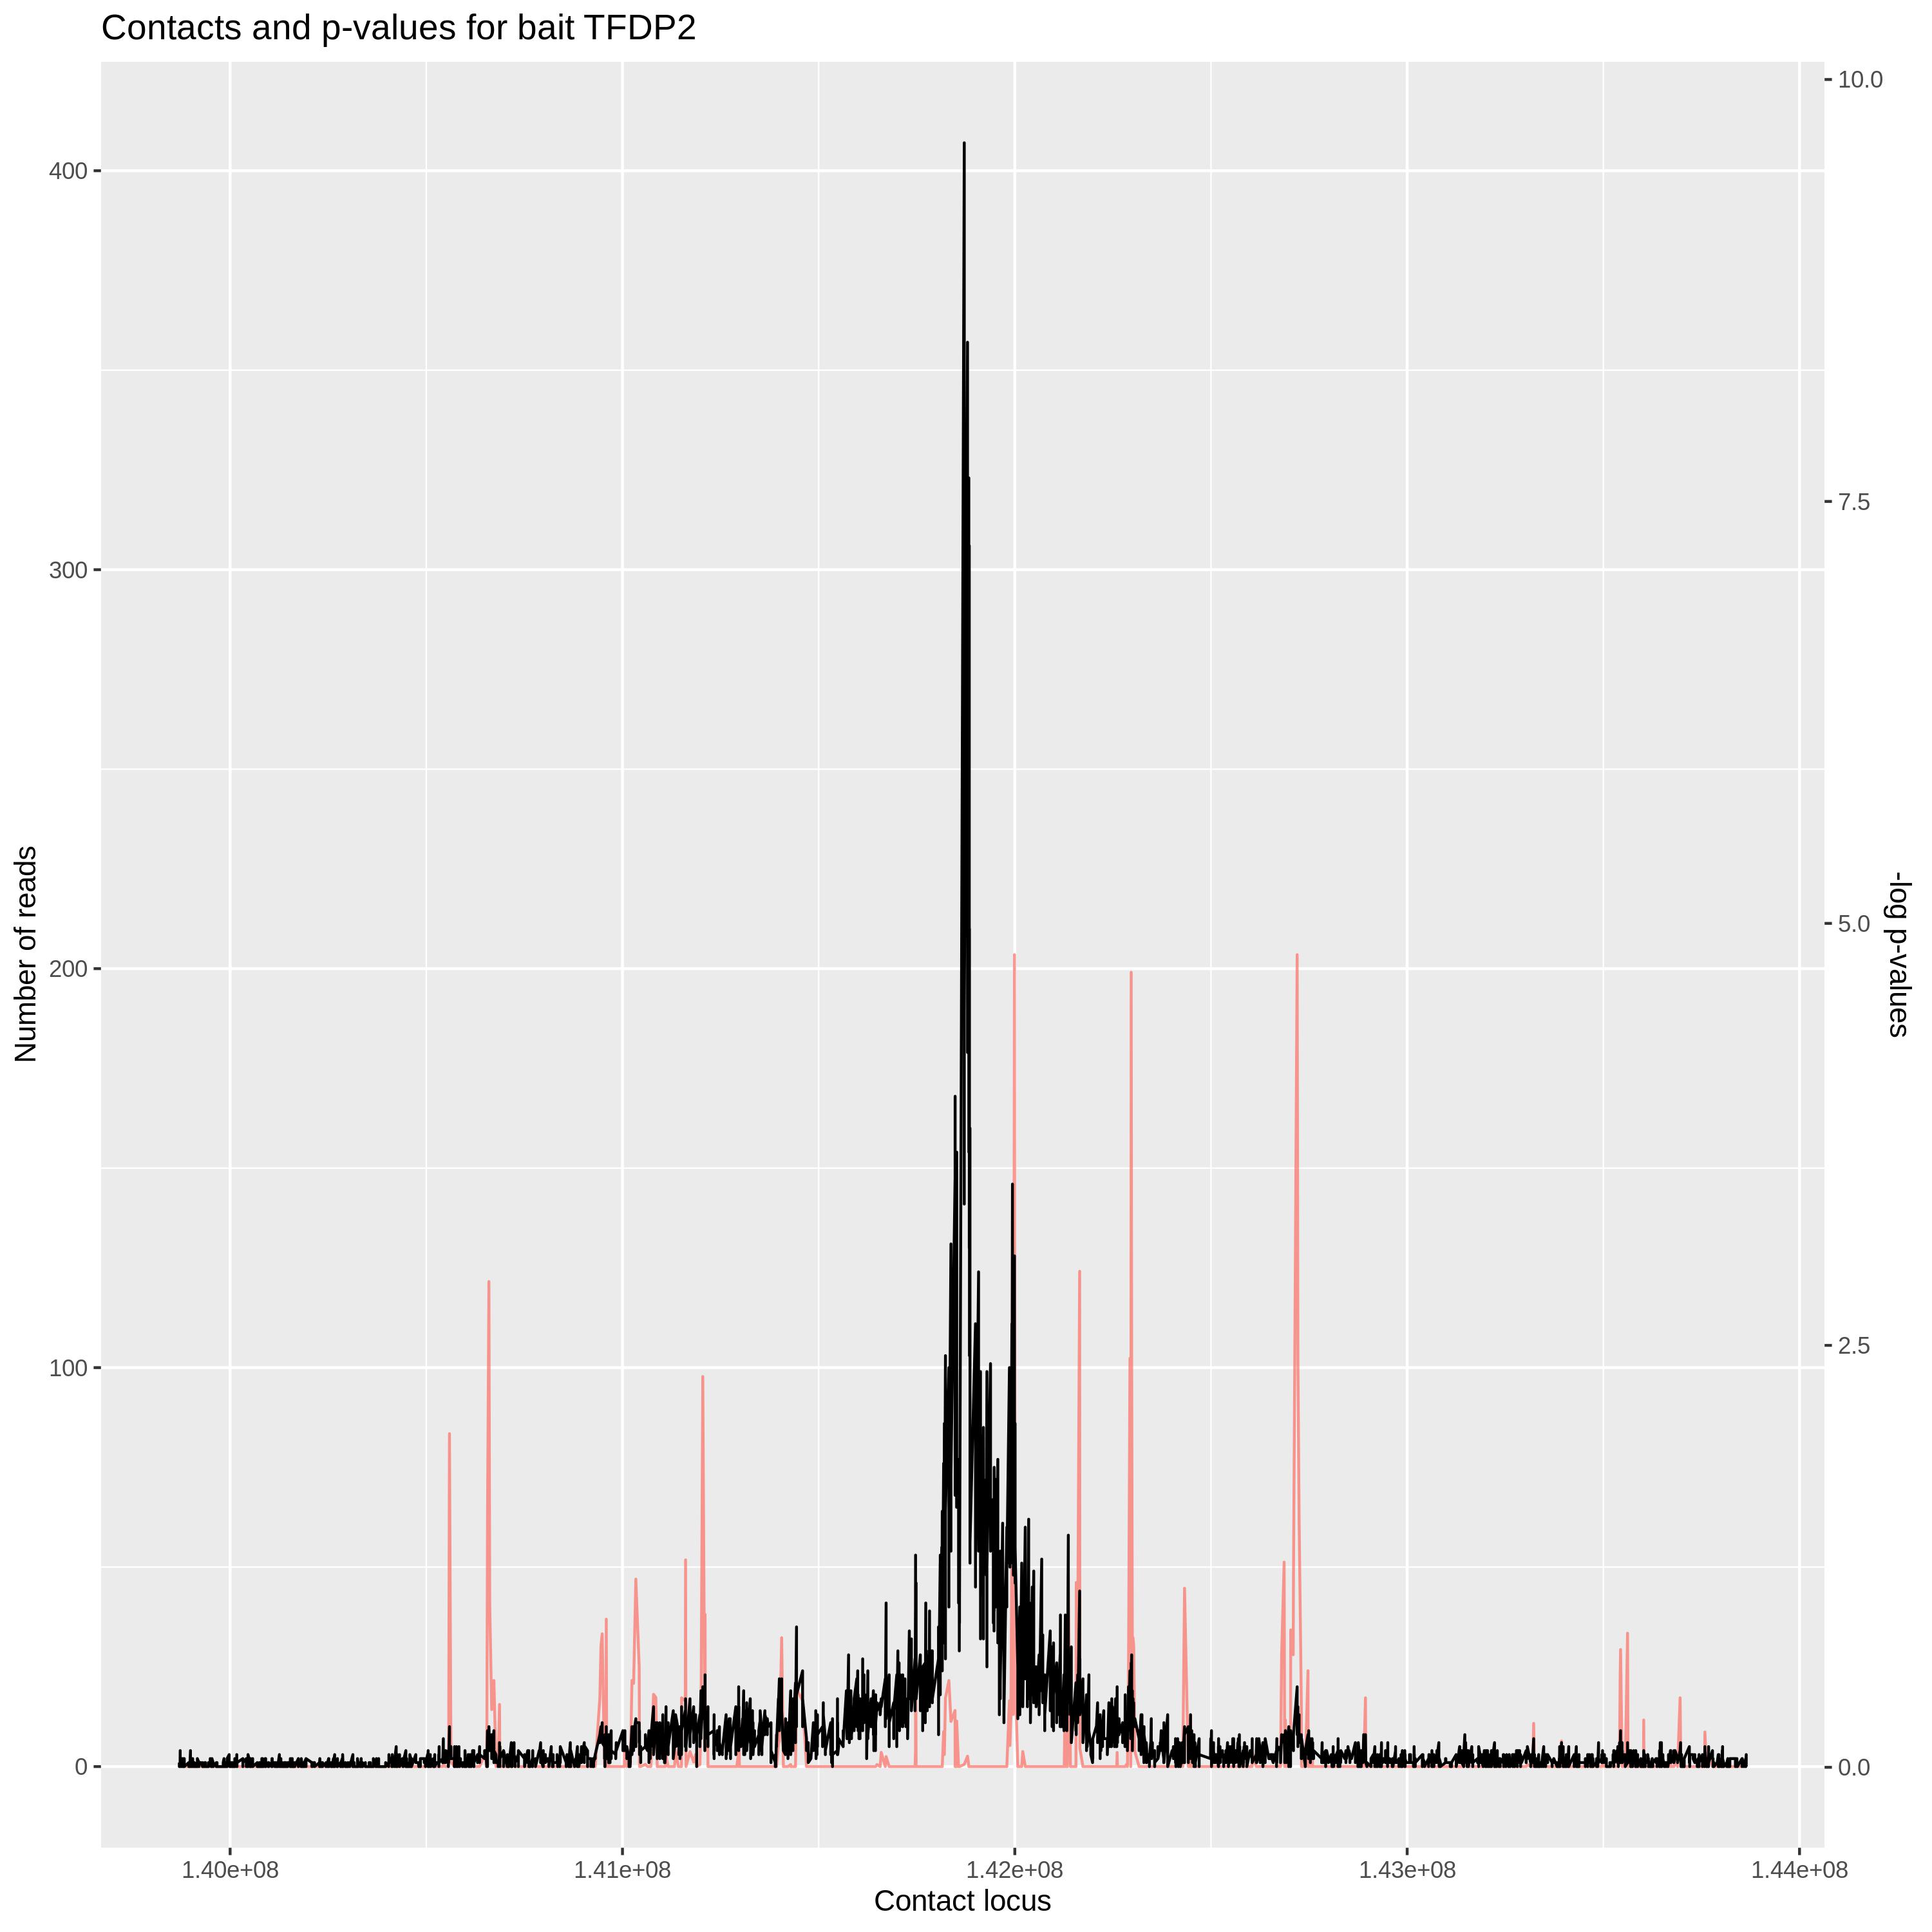 Contacts and p-values for bait TFDP2
10.0
400
7.5
300
5.0
200
2.5
100
0
0.0
Number of reads
-log p-values
1.40e+08 1.41e+08 1.42e+08 1.43e+08 1.44e+08
Contact locus